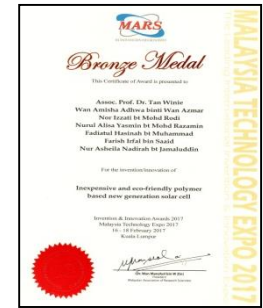 MARS
Bronze Medal
This Certificate of Award is presented to
Assoc. Prof. Dr. Tan Winie
Wan Amisha Adhwa binti Wan Azmar
Nor Izzati bt Mohd Rodi
Nurul Alisa Yasmin bt Mohd Razamin
Fadiatul Hasinah bt Muhammad
Farish Irfal bin Saaid
Nur Asheila Nadirah bt Jamaluddin
For the invention/innovation of
Inexpensive and eco-friendly polymer
based new generation solar cell
Invention & Innovation Awards 2017
Malaysia Technology Expo 2017
16 - 18 February 2017
Kuala Lumpur
MALAYSIA TECHNOLOGY EXPO 2017